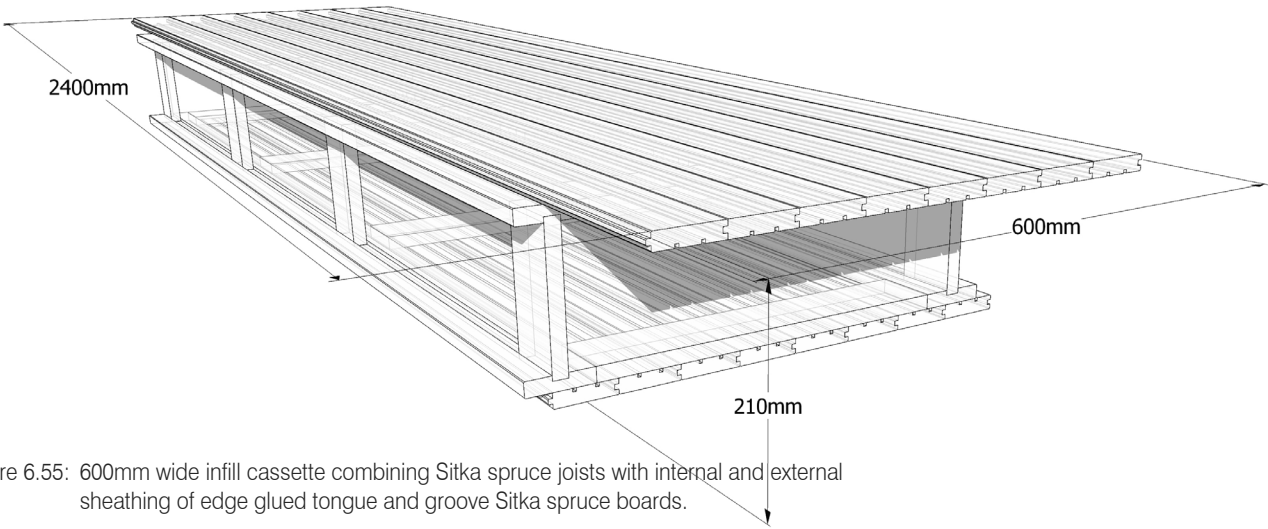 2400mm
600mm
210mm
re 6.55: 600mm wide infill cassette combining Sitka spruce joists with internal and external
sheathing of edge glued tongue and groove Sitka spruce boards.